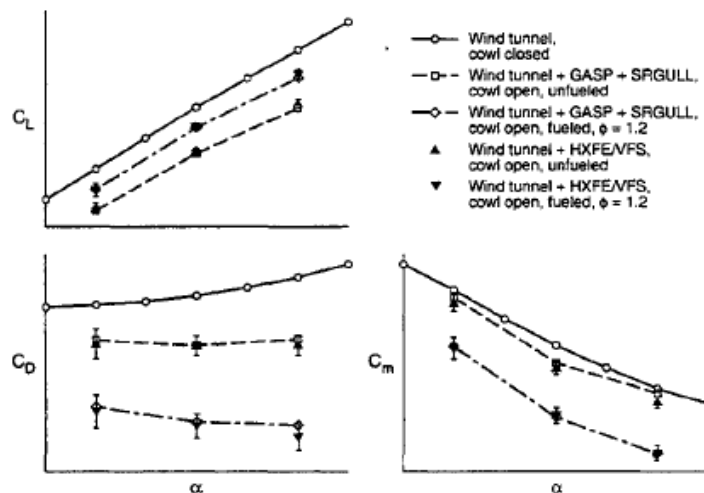 C_L
Wind tunnel,
cowl closed
Wind tunnel + GASP + SRGULL,
cowl open, unfueled
Wind tunnel + GASP + SRGULL,
cowl open, fueled, ϕ = 1.2
Wind tunnel + HXFE/VFS,
cowl open, unfueled
Wind tunnel + HXFE/VFS,
cowl open, fueled, ϕ = 1.2
C_D
α
C_m
α